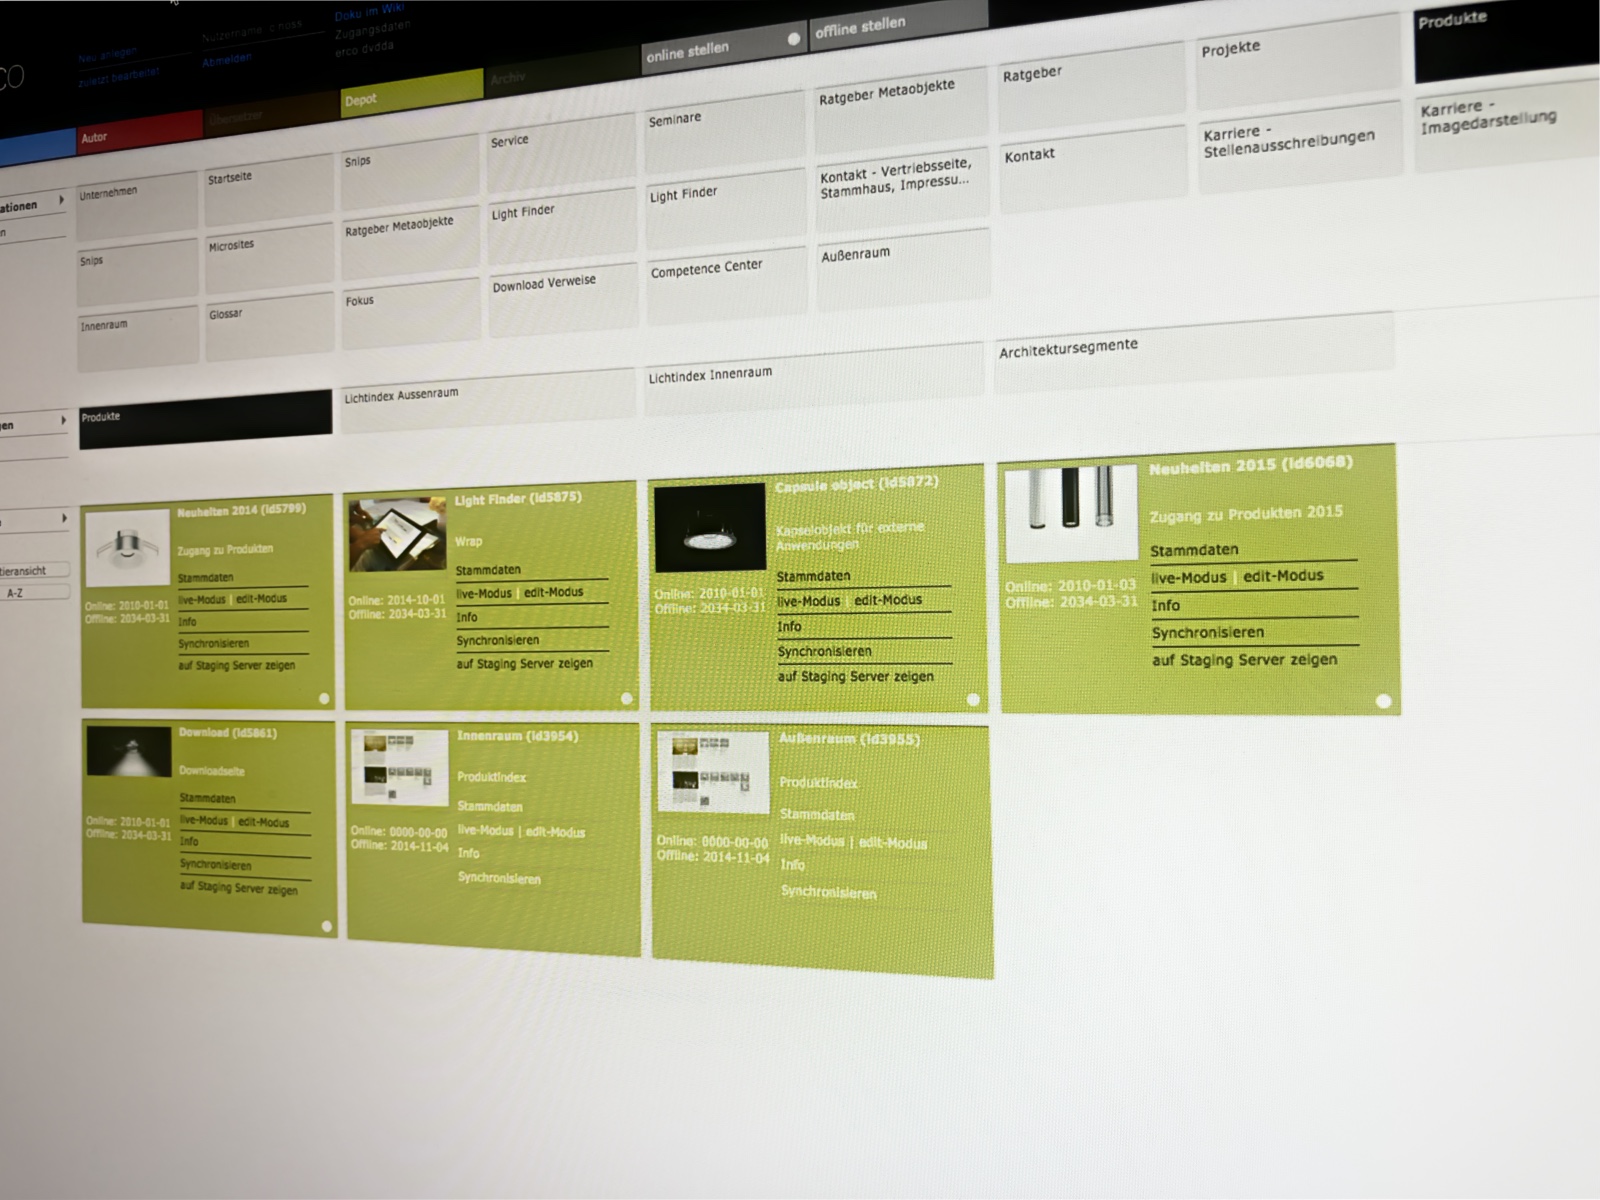 co
Neu anlegen
zuletzt bearbeitet
Nutzername
Abmelden
Doku im Wiki
Zugangsdaten
erco dvdda
Autor
Übersetzer
Depot
Archiv
online stellen
offline stellen
Unternehmen
Startseite
Snips
Service
Seminare
Ratgeber Metaobjekte
Ratgeber
Projekte
Produkte
Snips
Microsites
Ratgeber Metaobjekte
Light Finder
Light Finder
Kontakt - Vertriebsseite,
Stammhaus, Impressu...
Kontakt
Karriere -
Stellenausschreibungen
Karriere -
Imagedarstellung
Innenraum
Glossar
Fokus
Download Verweise
Competence Center
Außenraum
ationen
n
gen
tieransicht
A-Z
Produkte
Lichtindex Aussenraum
Lichtindex Innenraum
Architektursegmente
Neuheiten 2014 (id5799)
Zugang zu Produkten
Stammdaten
live-Modus | edit-Modus
Info
Synchronisieren
auf Staging Server zeigen
Online: 2010-01-01
Offline: 2034-03-31
Light Finder (id5875)
Wrap
Stammdaten
live-Modus | edit-Modus
Info
Synchronisieren
auf Staging Server zeigen
Online: 2014-10-01
Offline: 2034-03-31
Capsule object (id5872)
Kapselobjekt für externe
Anwendungen
Stammdaten
live-Modus | edit-Modus
Info
Synchronisieren
auf Staging Server zeigen
Online: 2010-01-01
Offline: 2034-03-31
Neuheiten 2015 (id6068)
Zugang zu Produkten 2015
Stammdaten
live-Modus | edit-Modus
Info
Synchronisieren
auf Staging Server zeigen
Online: 2010-01-03
Offline: 2034-03-31
Download (id5861)
Downloadseite
Stammdaten
live-Modus | edit-Modus
Info
Synchronisieren
auf Staging Server zeigen
Online: 2010-01-01
Offline: 2034-03-31
Innenraum (id3954)
Produktindex
Stammdaten
live-Modus | edit-Modus
Info
Synchronisieren
Online: 0000-00-00
Offline: 2014-11-04
Außenraum (id3955)
Produktindex
Stammdaten
live-Modus | edit-Modus
Info
Synchronisieren
Online: 0000-00-00
Offline: 2014-11-04